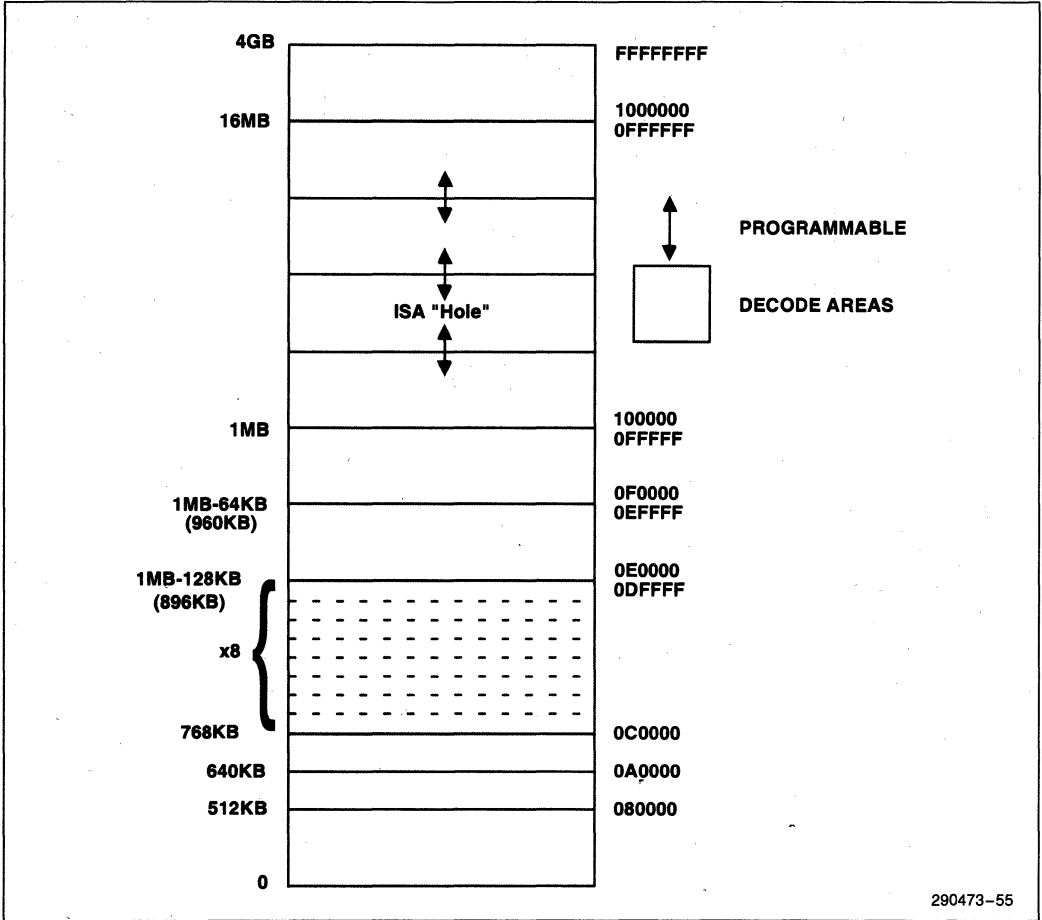 4GB
FFFFFFFF
16MB
1000000
0FFFFFF
PROGRAMMABLE
DECODE AREAS
ISA "Hole"
1MB
100000
0FFFFF
1MB-64KB
(960KB)
0F0000
0EFFFF
1MB-128KB
(896KB)
0E0000
0DFFFF
x8
768KB
0C0000
640KB
0A0000
512KB
080000
0
290473-55